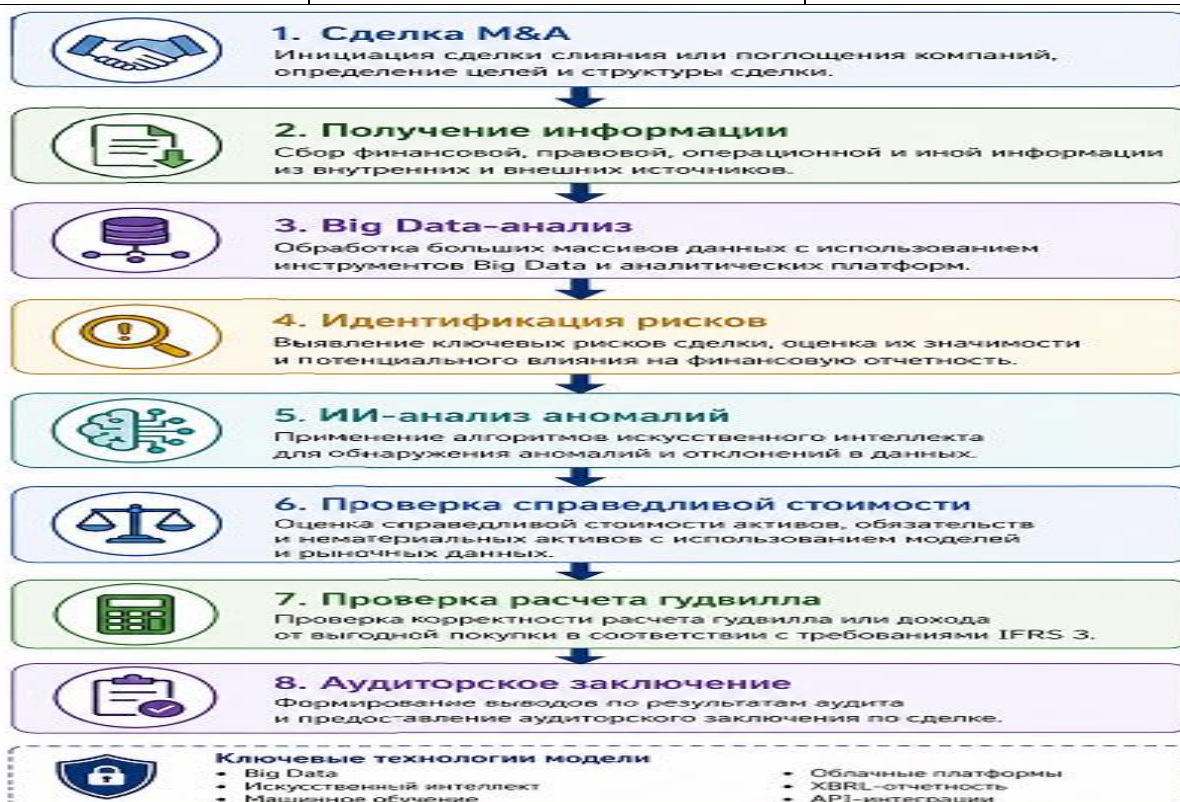 1. Сделка M&A
Инициация сделки слияния или поглощения компаний,
определение целей и структуры сделки.
2. Получение информации
Сбор финансовой, правовой, операционной и иной информации
из внутренних и внешних источников.
3. Big Data-анализ
Обработка больших массивов данных с использованием
инструментов Big Data и аналитических платформ.
4. Идентификация рисков
Выявление ключевых рисков сделки, оценка их значимости
и потенциального влияния на финансовую отчетность.
5. ИИ-анализ аномалий
Применение алгоритмов искусственного интеллекта
для обнаружения аномалий и отклонений в данных.
6. Проверка справедливой стоимости
Оценка справедливой стоимости активов, обязательств
и нематериальных активов с использованием моделей
и рыночных данных.
7. Проверка расчета гудвилла
Проверка корректности расчета гудвилла или дохода
от выгодной покупки в соответствии с требованиями IFRS 3.
8. Аудиторское заключение
Формирование выводов по результатам аудита
и предоставление аудиторского заключения по сделке.
Ключевые технологии модели
• Big Data
• Искусственный интеллект
• Машинное обучение
• Облачные платформы
• XBRL-отчетность
• API-интеграции